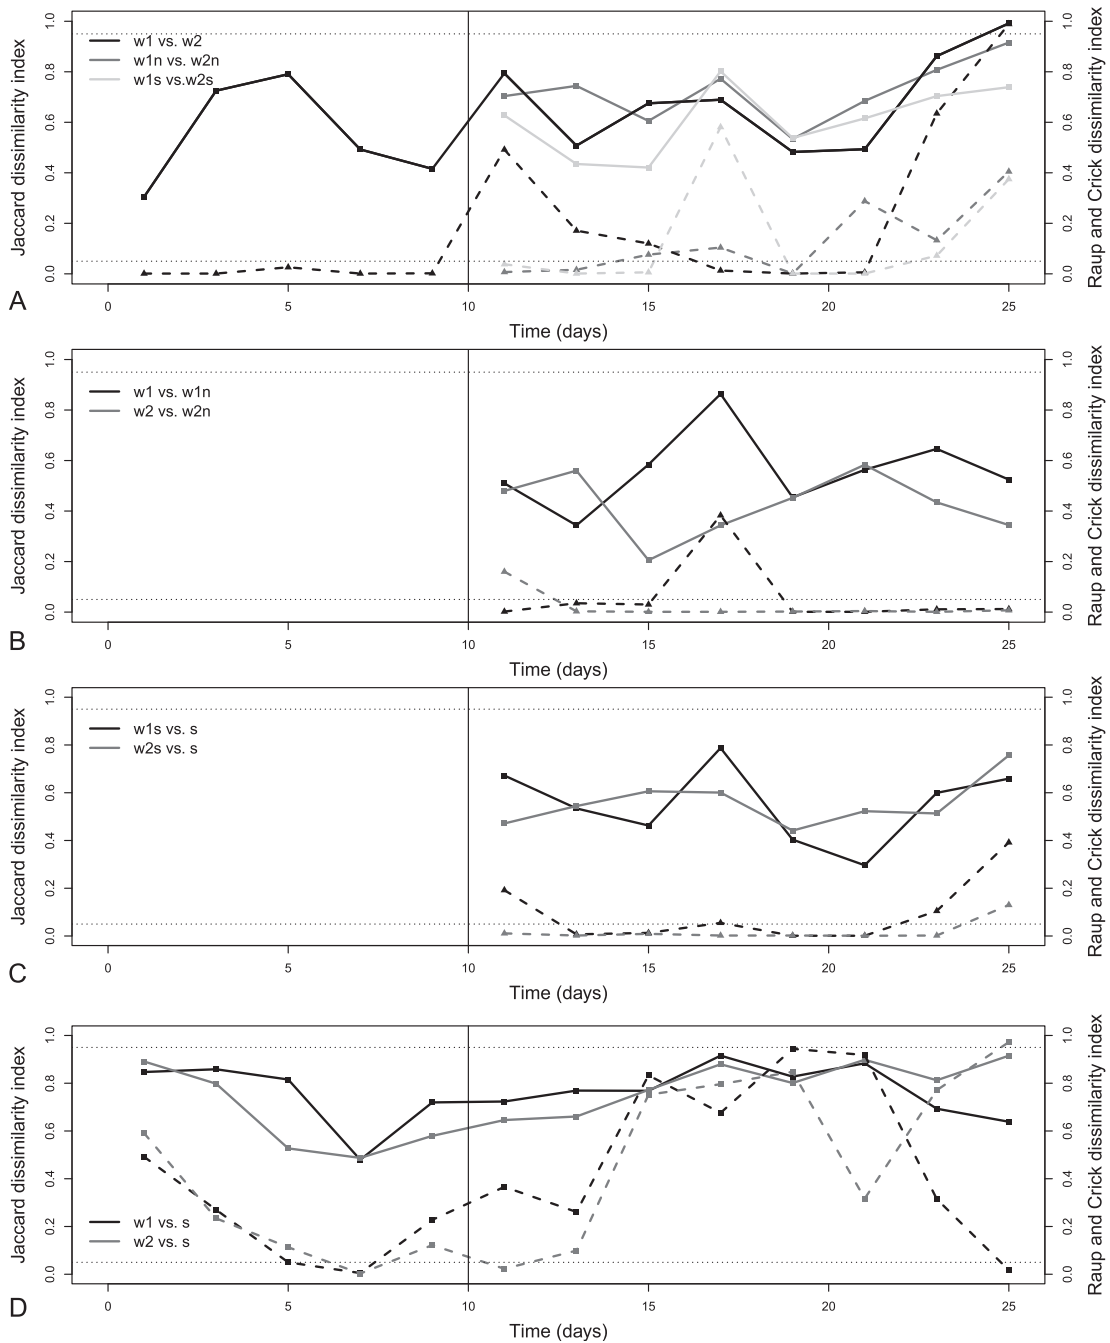 1.0 1.0
w1 vs. w2
w1n vs. w2n
w1s vs.w2s
0.8 0.8
0.6 0.6
0.4 0.4
0.2 0.2
0.0 0.0
Jaccard dissimilarity index
Raup and Crick dissimilarity index
A
0 5 10 15 20 25
Time (days)
1.0 1.0
w1 vs. w1n
w2 vs. w2n
0.8 0.8
0.6 0.6
0.4 0.4
0.2 0.2
0.0 0.0
Jaccard dissimilarity index
Raup and Crick dissimilarity index
B
0 5 10 15 20 25
Time (days)
1.0 1.0
w1s vs. s
w2s vs. s
0.8 0.8
0.6 0.6
0.4 0.4
0.2 0.2
0.0 0.0
Jaccard dissimilarity index
Raup and Crick dissimilarity index
C
0 5 10 15 20 25
Time (days)
1.0 1.0
0.8 0.8
0.6 0.6
0.4 0.4
0.2 0.2
w1 vs. s
w2 vs. s
0.0 0.0
Jaccard dissimilarity index
Raup and Crick dissimilarity index
D
0 5 10 15 20 25
Time (days)